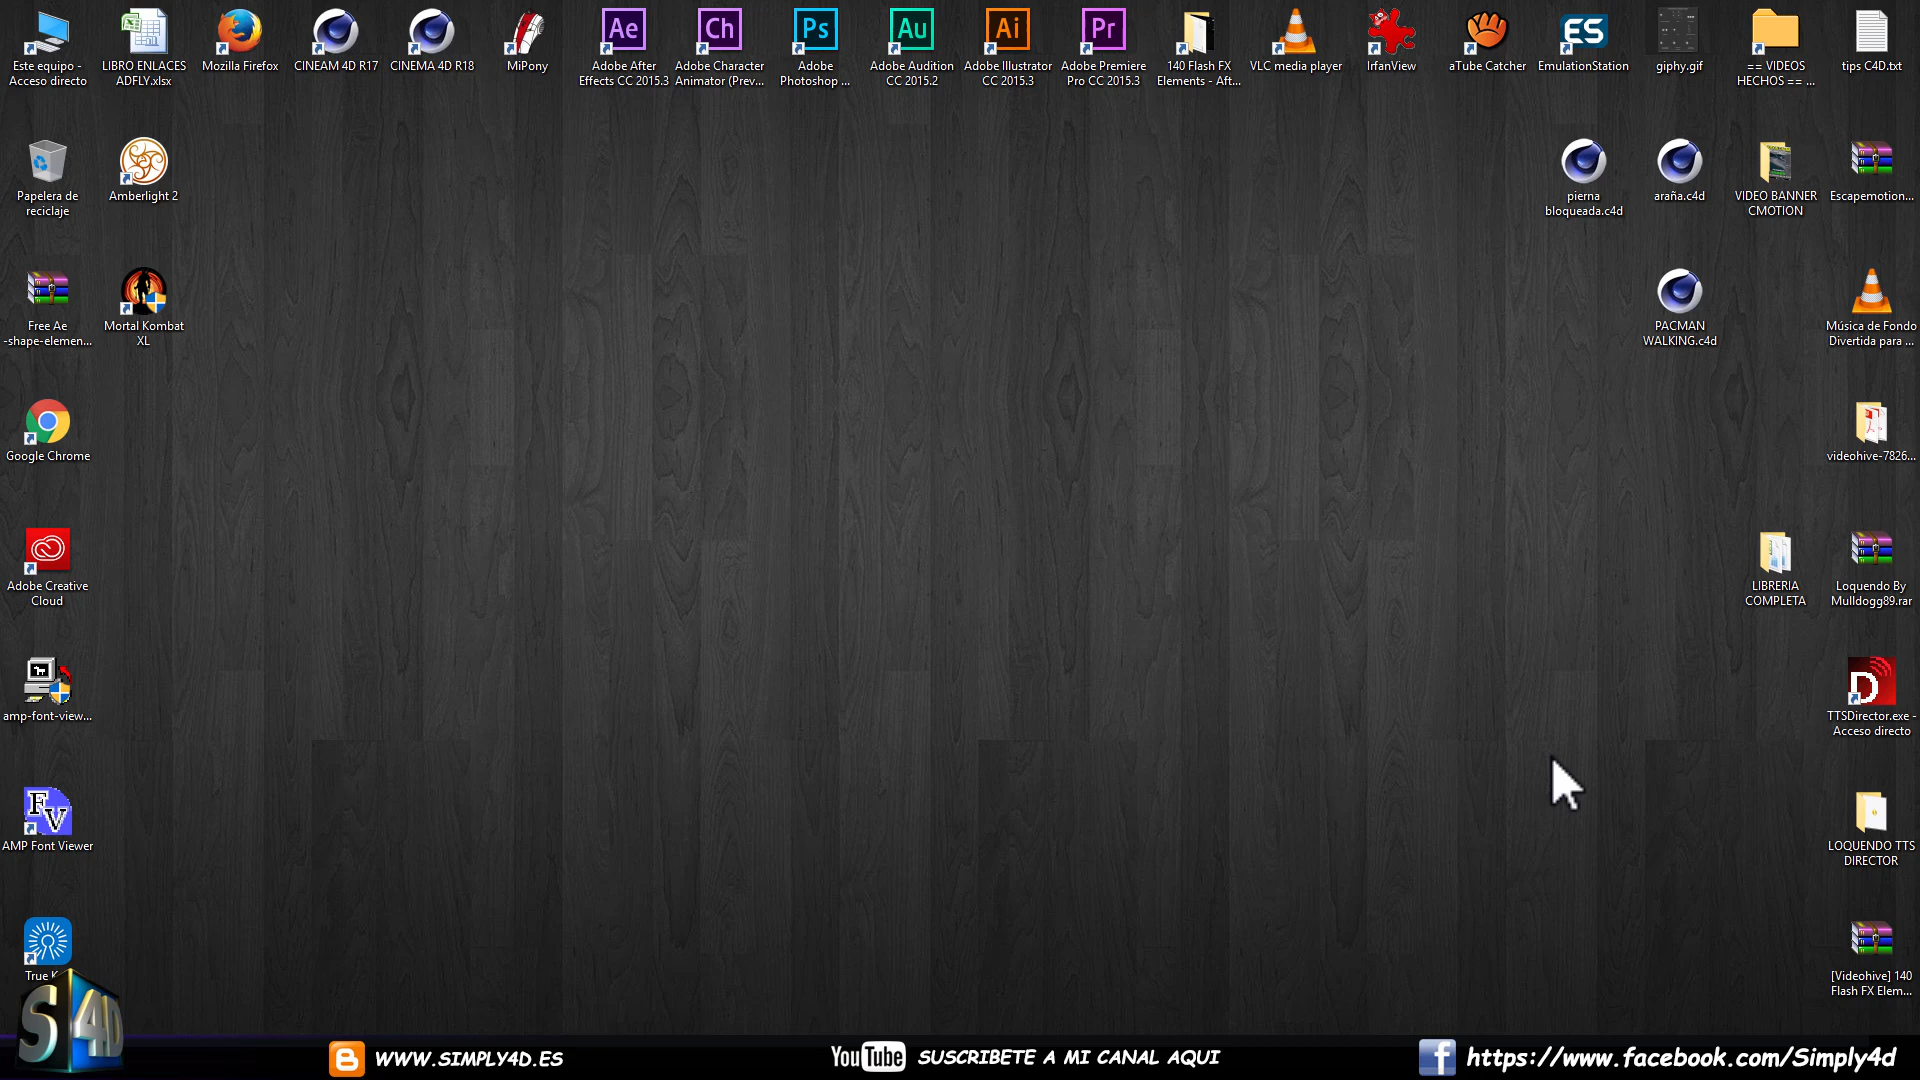 Este equipo -
Acceso directo
LIBRO ENLACES
ADFLY.xlsx
Mozilla Firefox
CINEAM 4D R17
CINEMA 4D R18
MiPony
Ae
Adobe After
Effects CC 2015.3
Ch
Adobe Character
Animator (Prev...
Ps
Adobe
Photoshop ...
Au
Adobe Audition
CC 2015.2
Ai
Adobe Illustrator
CC 2015.3
Pr
Adobe Premiere
Pro CC 2015.3
140 Flash FX
Elements - Aft...
VLC media player
IrfanView
aTube Catcher
ES
EmulationStation
giphy.gif
== VIDEOS
HECHOS == ...
tips C4D.txt
Papelera de
reciclaje
Amberlight 2
pierna
bloqueada.c4d
araña.c4d
VIDEO BANNER
CMOTION
Escapemotion...
Free Ae
-shape-elemen...
Mortal Kombat
XL
PACMAN
WALKING.c4d
Música de Fondo
Divertida para ...
Google Chrome
videohive-7826...
Adobe Creative
Cloud
LIBRERIA
COMPLETA
Loquendo By
Mulldogg89.rar
amp-font-view...
D
TTSDirector.exe -
Acceso directo
FV
AMP Font Viewer
LOQUENDO TTS
DIRECTOR
True
[Videohive] 140
Flash FX Elem...
S4D
WWW.SIMPLY4D.ES
YouTube SUSCRIBETE A MI CANAL AQUI
f https://www.facebook.com/Simply4d